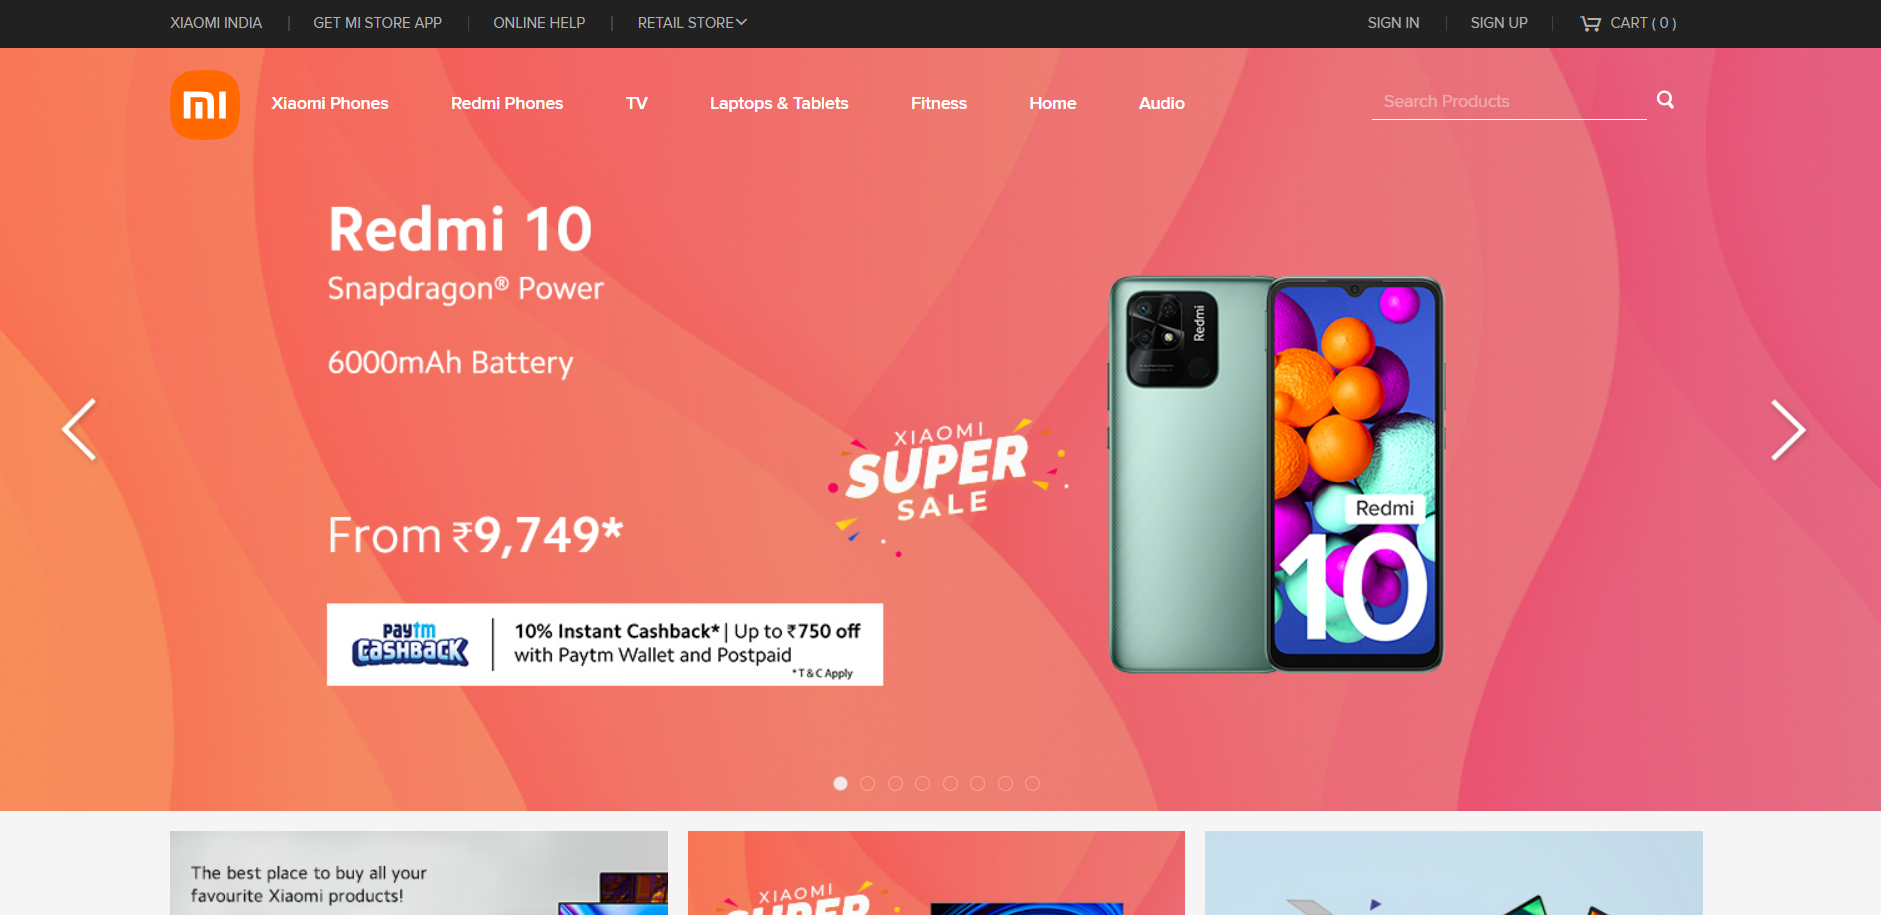 XIAOMI INDIA | GET MI STORE APP | ONLINE HELP | RETAIL STORE SIGN IN | SIGN UP | CART ( 0 )
mi Xiaomi Phones Redmi Phones TV Laptops & Tablets Fitness Home Audio Search Products
Redmi 10
Snapdragon® Power
6000mAh Battery
XIAOMI
SUPER
SALE
From ₹9,749*
paytm
CASHBACK
10% Instant Cashback* | Up to ₹750 off
with Paytm Wallet and Postpaid
*T & C Apply
Redmi
Redmi
10
The best place to buy all your
favourite Xiaomi products!
XIAOMI
SUPER